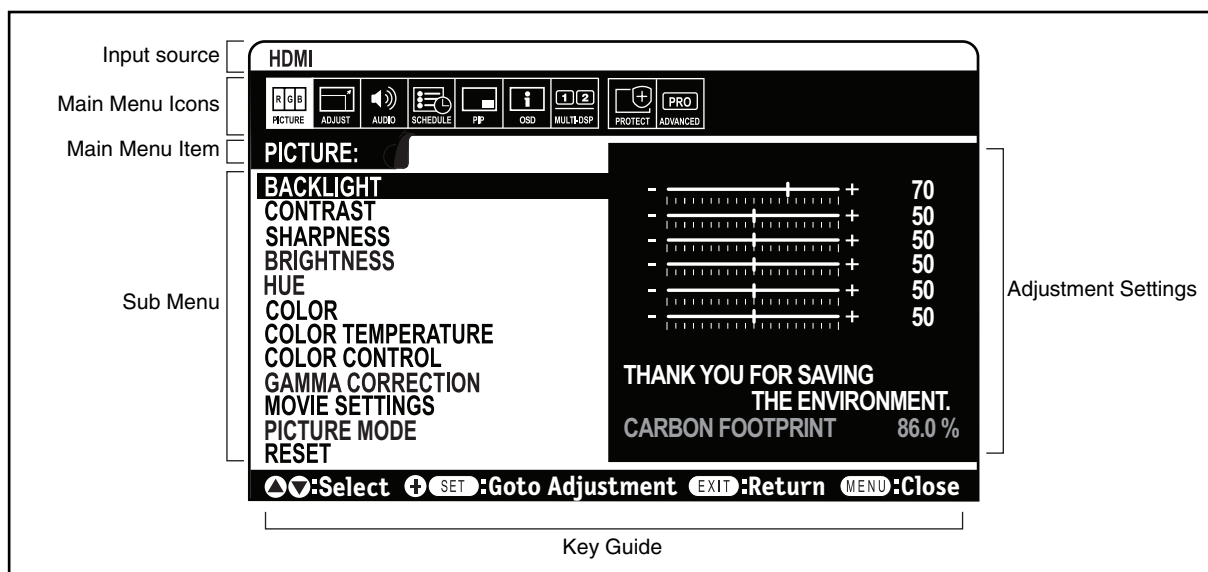 Input source
HDMI
Main Menu Icons
R G B
1 2
PRO
PICTURE ADJUST AUDIO SCHEDULE PIP OSD MULTI-DSP PROTECT ADVANCED
Main Menu Item
PICTURE:
Sub Menu
BACKLIGHT - + 70
CONTRAST - + 50
SHARPNESS - + 50
BRIGHTNESS - + 50
HUE - + 50
COLOR - + 50
COLOR TEMPERATURE
COLOR CONTROL
GAMMA CORRECTION
MOVIE SETTINGS
PICTURE MODE
RESET
THANK YOU FOR SAVING
THE ENVIRONMENT.
CARBON FOOTPRINT 86.0 %
Adjustment Settings
:Select + SET :Goto Adjustment EXIT :Return MENU :Close
Key Guide